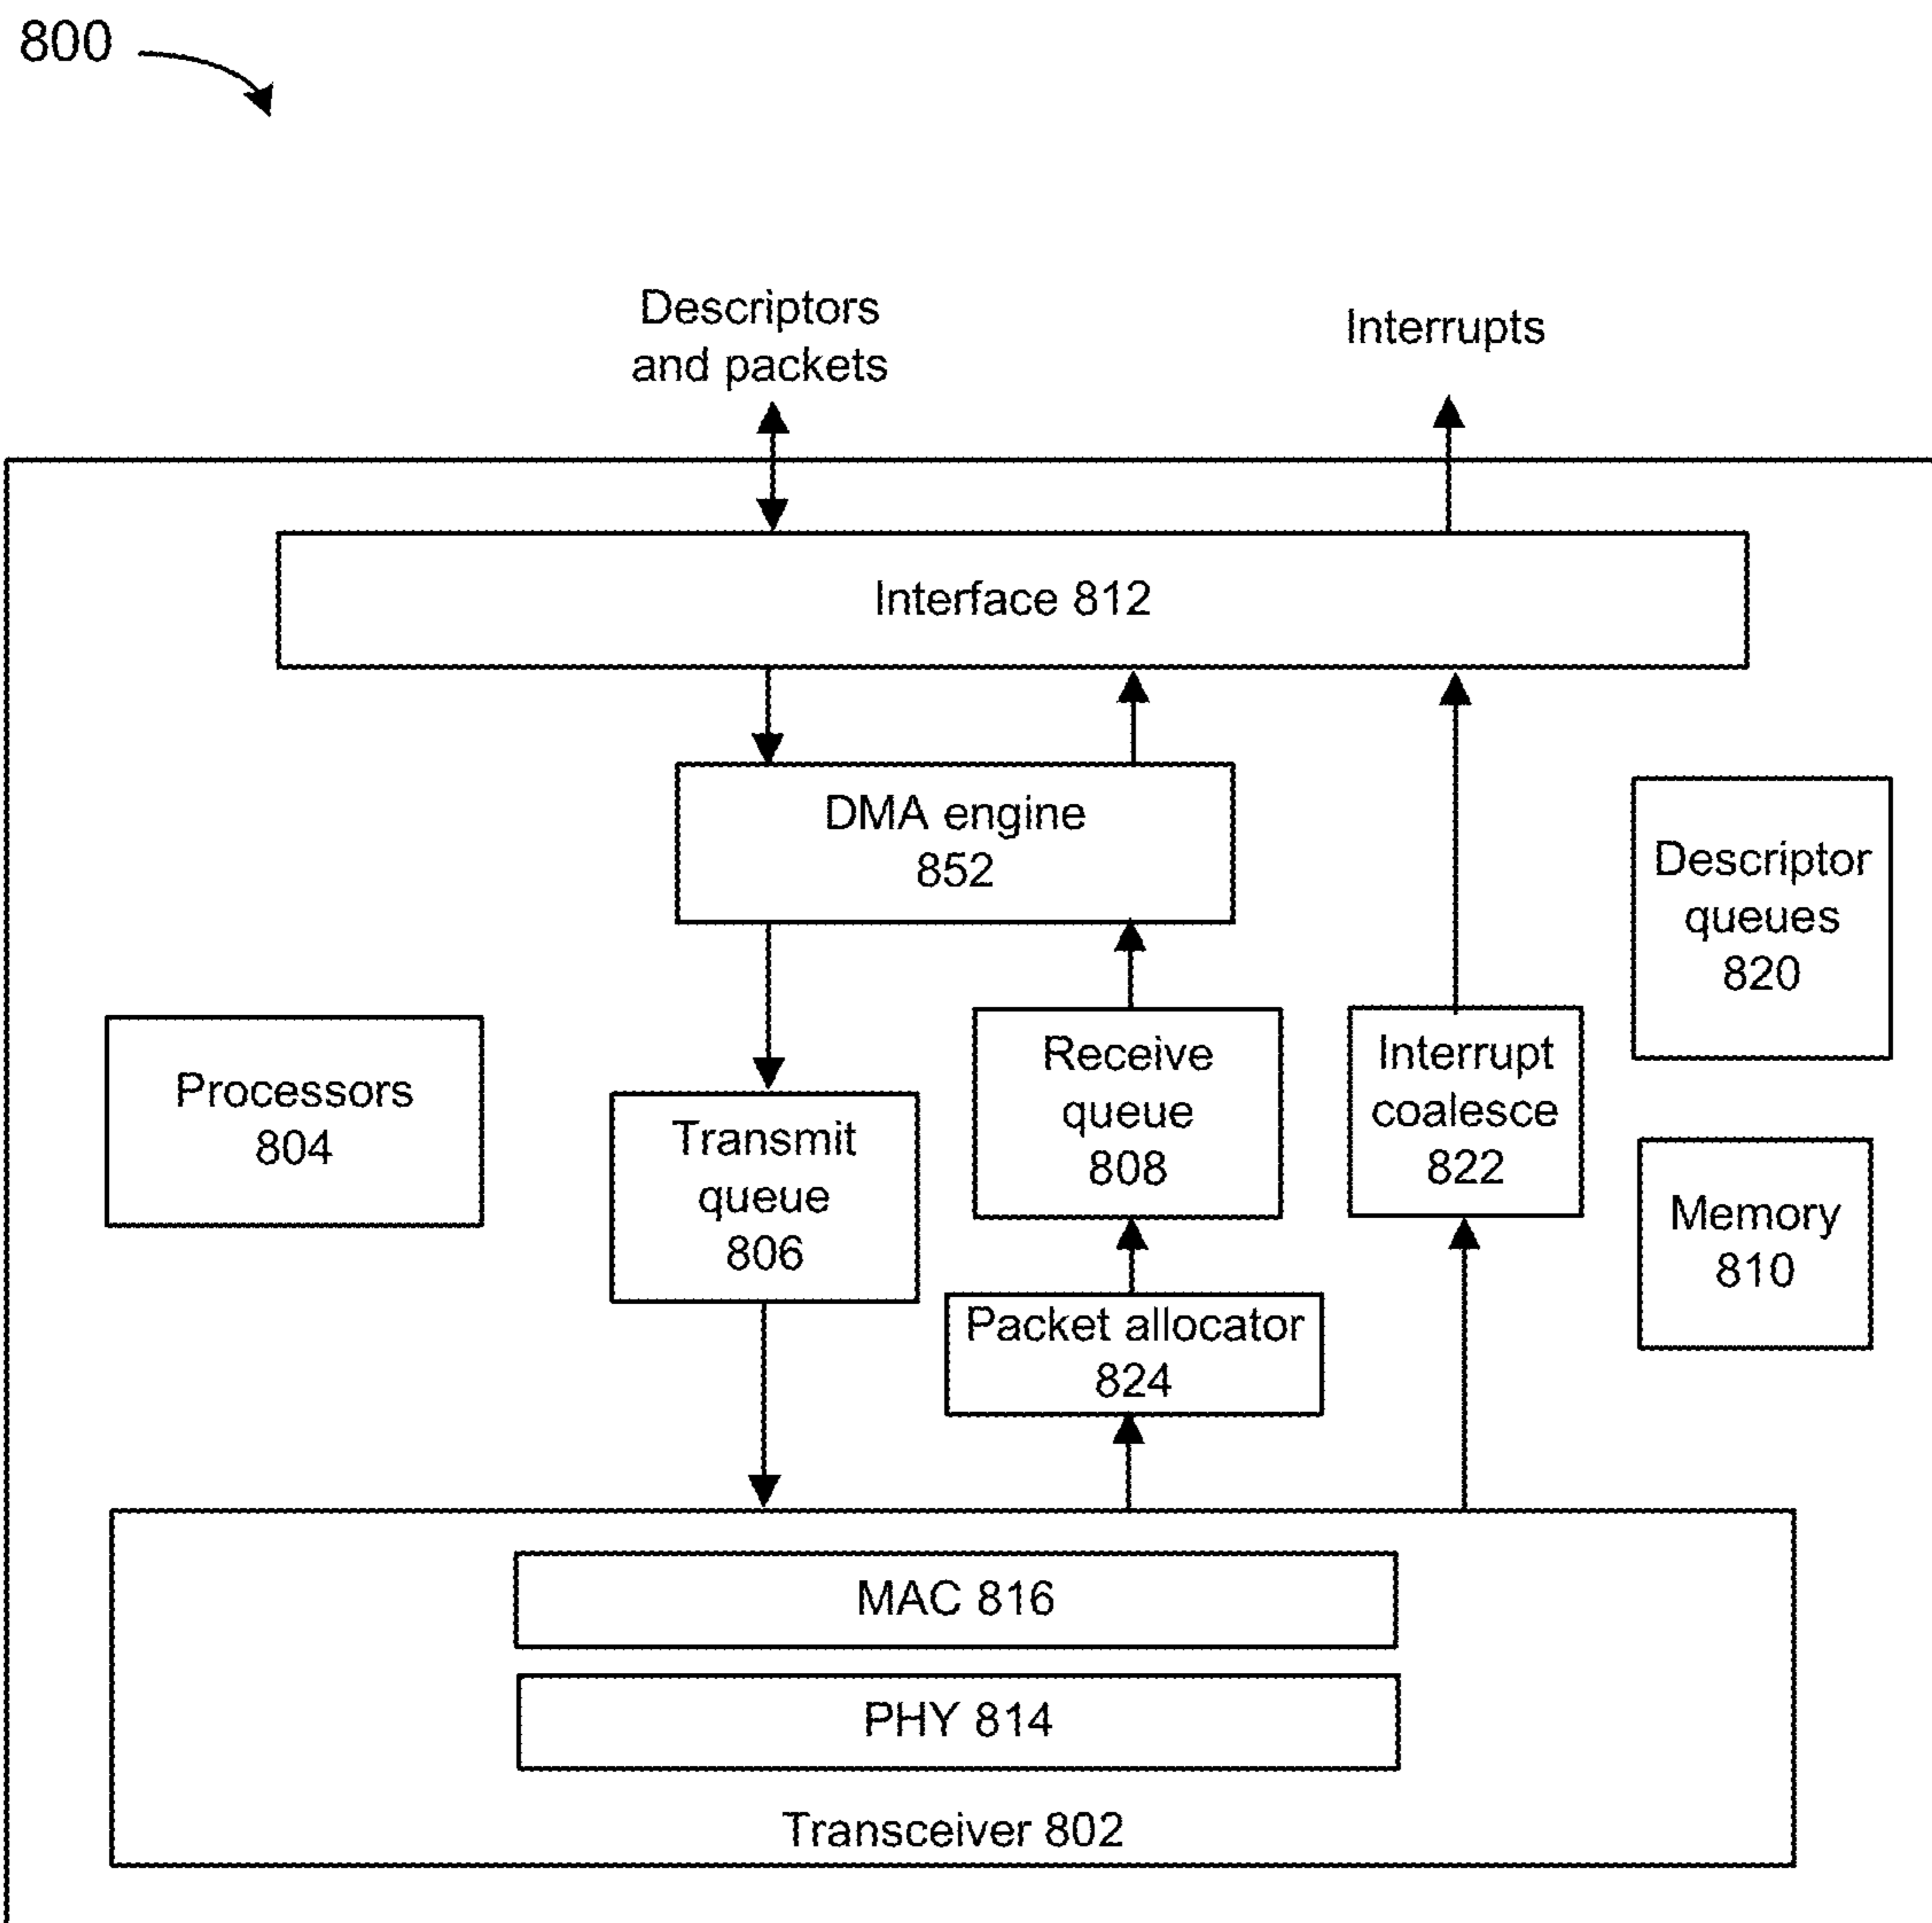 800
Descriptors
and packets
Interrupts
Interface 812
DMA engine
852
Descriptor
queues
820
Processors
804
Transmit
queue
806
Receive
queue
808
Interrupt
coalesce
822
Memory
810
Packet allocator
824
MAC 816
PHY 814
Transceiver 802